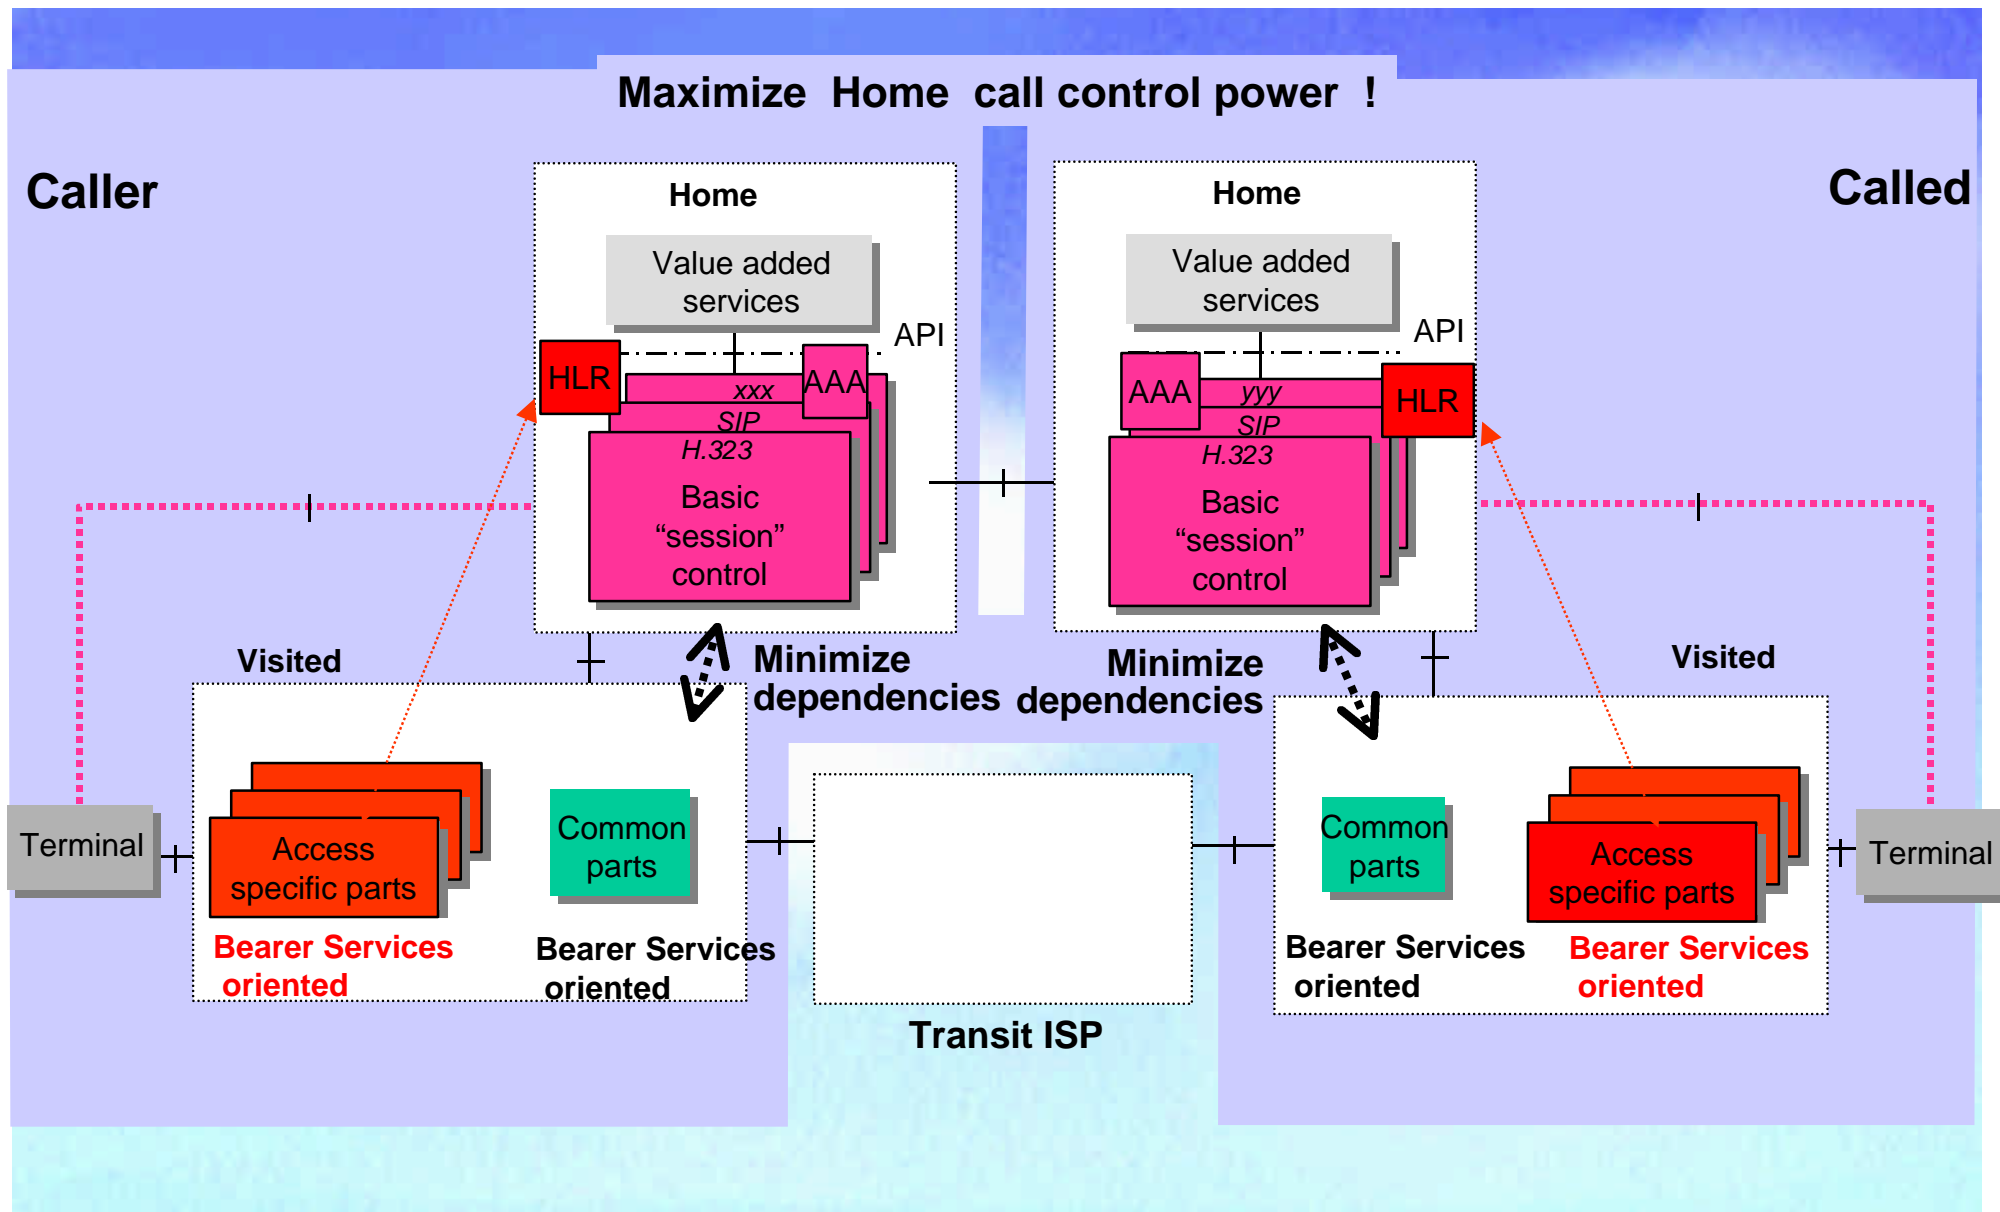 Maximize Home call control power !
Caller
Called
Home
Value added
services
API
HLR
AAA
xxx
SIP
H.323
Basic
“session”
control
Home
Value added
services
API
AAA
HLR
yyy
SIP
H.323
Basic
“session”
control
Visited
Minimize
dependencies
Minimize
dependencies
Visited
Terminal
Access
specific parts
Bearer Services
oriented
Common
parts
Bearer Services
oriented
Transit ISP
Common
parts
Bearer Services
oriented
Access
specific parts
Bearer Services
oriented
Terminal